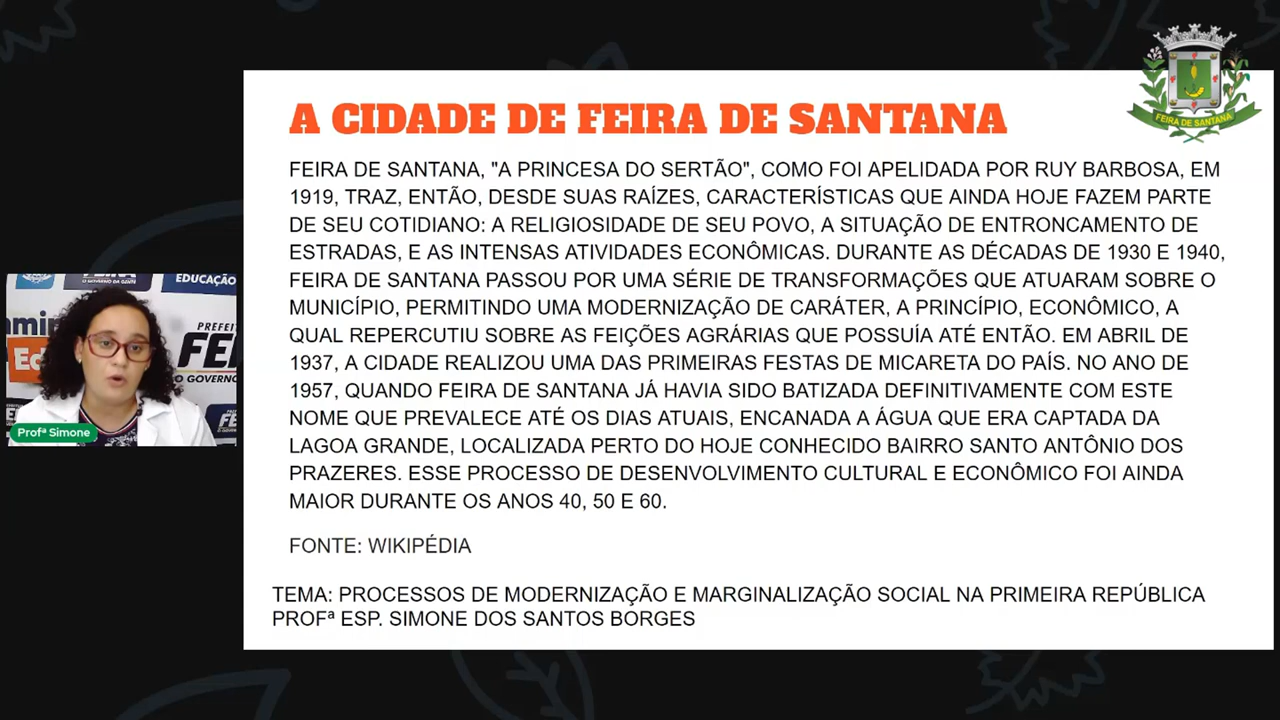 FEIRA DE SANTANA
A CIDADE DE FEIRA DE SANTANA
FEIRA DE SANTANA, "A PRINCESA DO SERTÃO", COMO FOI APELIDADA POR RUY BARBOSA, EM
1919, TRAZ, ENTÃO, DESDE SUAS RAÍZES, CARACTERÍSTICAS QUE AINDA HOJE FAZEM PARTE
DE SEU COTIDIANO: A RELIGIOSIDADE DE SEU POVO, A SITUAÇÃO DE ENTRONCAMENTO DE
ESTRADAS, E AS INTENSAS ATIVIDADES ECONÔMICAS. DURANTE AS DÉCADAS DE 1930 E 1940,
FEIRA DE SANTANA PASSOU POR UMA SÉRIE DE TRANSFORMAÇÕES QUE ATUARAM SOBRE O
MUNICÍPIO, PERMITINDO UMA MODERNIZAÇÃO DE CARÁTER, A PRINCÍPIO, ECONÔMICO, A
QUAL REPERCUTIU SOBRE AS FEIÇÕES AGRÁRIAS QUE POSSUÍA ATÉ ENTÃO. EM ABRIL DE
1937, A CIDADE REALIZOU UMA DAS PRIMEIRAS FESTAS DE MICARETA DO PAÍS. NO ANO DE
1957, QUANDO FEIRA DE SANTANA JÁ HAVIA SIDO BATIZADA DEFINITIVAMENTE COM ESTE
NOME QUE PREVALECE ATÉ OS DIAS ATUAIS, ENCANADA A ÁGUA QUE ERA CAPTADA DA
LAGOA GRANDE, LOCALIZADA PERTO DO HOJE CONHECIDO BAIRRO SANTO ANTÔNIO DOS
PRAZERES. ESSE PROCESSO DE DESENVOLVIMENTO CULTURAL E ECONÔMICO FOI AINDA
MAIOR DURANTE OS ANOS 40, 50 E 60.
FONTE: WIKIPÉDIA
TEMA: PROCESSOS DE MODERNIZAÇÃO E MARGINALIZAÇÃO SOCIAL NA PRIMEIRA REPÚBLICA
PROFª ESP. SIMONE DOS SANTOS BORGES
EDUCAÇÃO
PREFEI
FE
O GOVERNO
Profª Simone